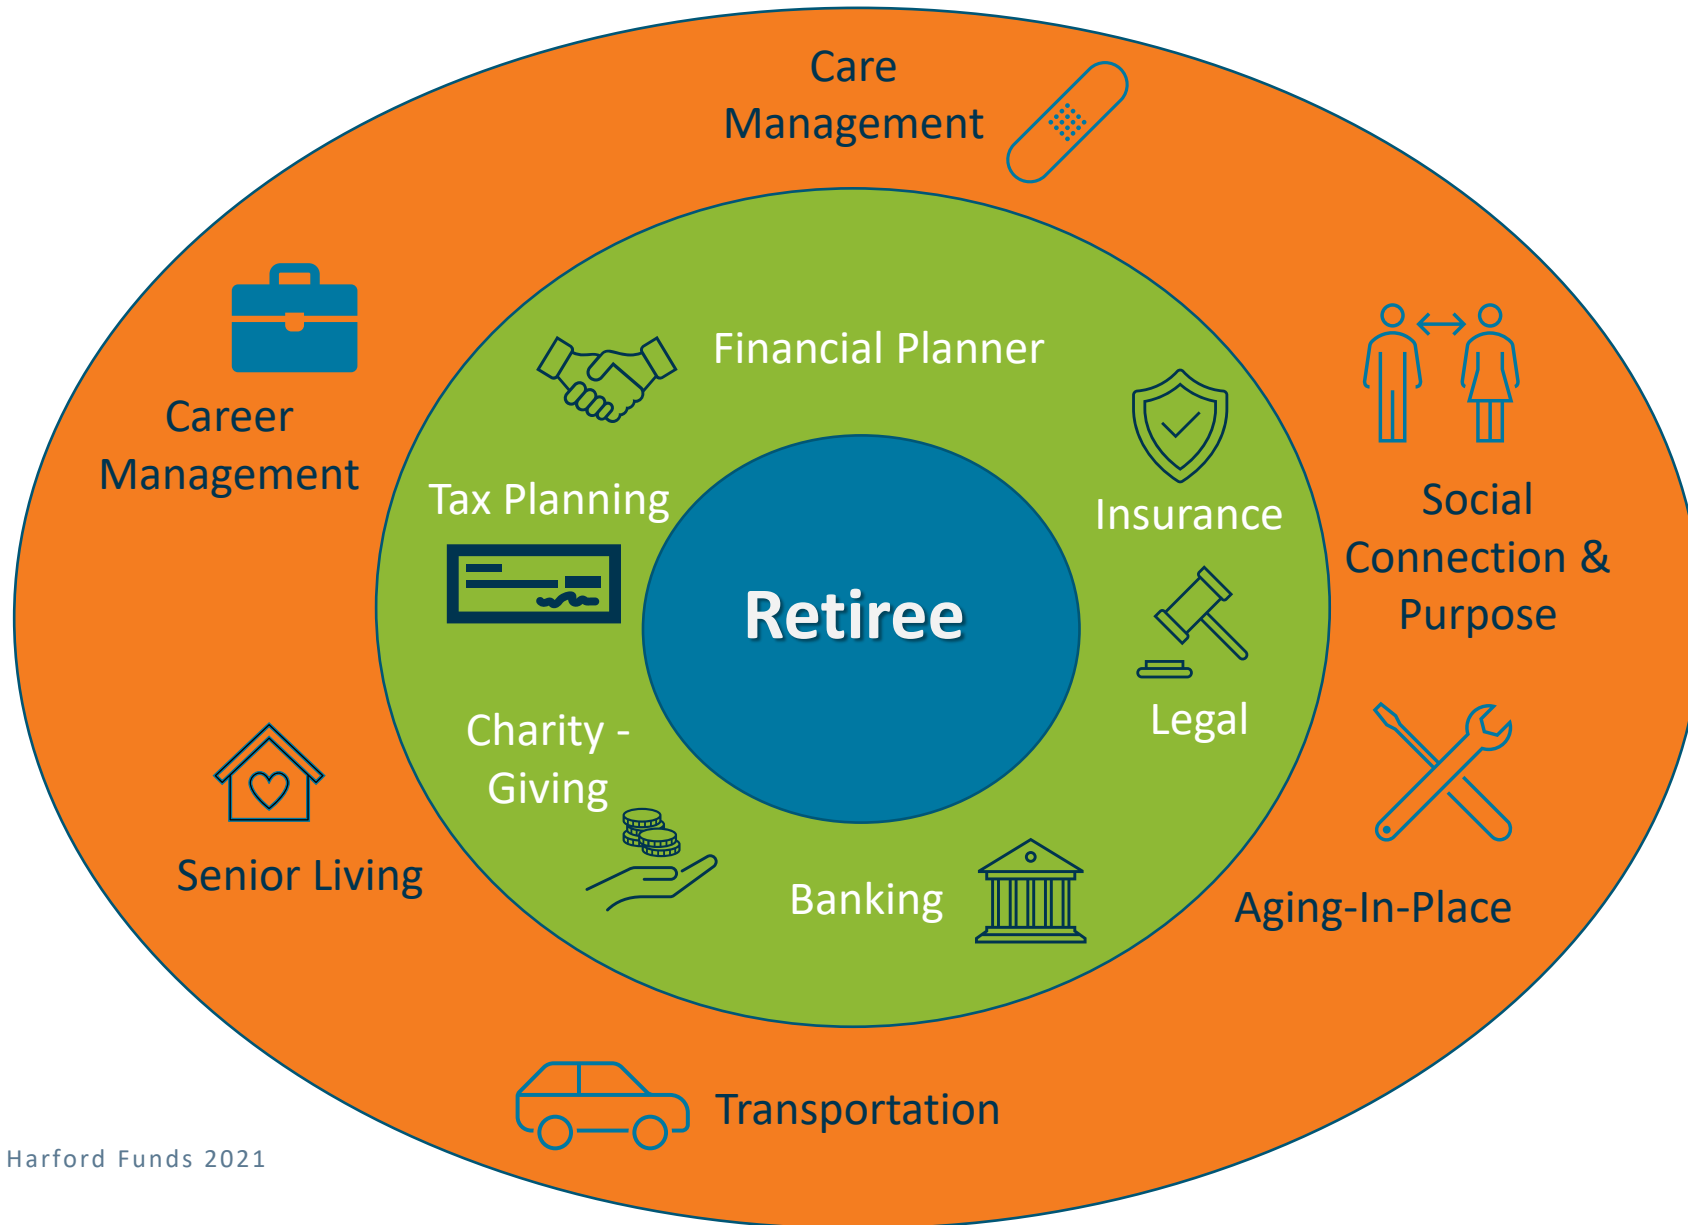 Care
Management
Career
Management
Financial Planner
Tax Planning
Insurance
Social
Connection &
Purpose
Retiree
Legal
Charity -
Giving
Senior Living
Banking
Aging-In-Place
Transportation
Harford Funds 2021